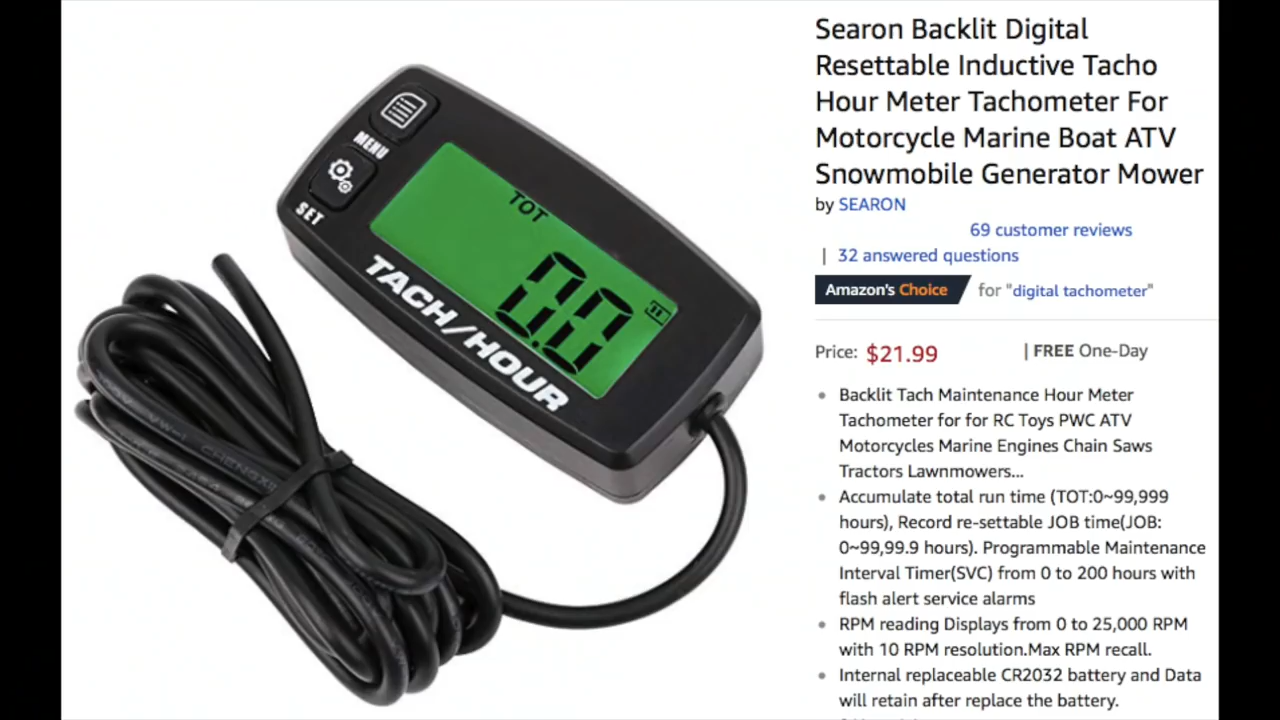 Searon Backlit Digital
Resettable Inductive Tacho
Hour Meter Tachometer For
Motorcycle Marine Boat ATV
Snowmobile Generator Mower
by SEARON
69 customer reviews
| 32 answered questions
Amazon's Choice for "digital tachometer"
Price: $21.99 | FREE One-Day
Backlit Tach Maintenance Hour Meter
Tachometer for for RC Toys PWC ATV
Motorcycles Marine Engines Chain Saws
Tractors Lawnmowers...
Accumulate total run time (TOT:0~99,999
hours), Record re-settable JOB time(JOB:
0~99,99.9 hours). Programmable Maintenance
Interval Timer(SVC) from 0 to 200 hours with
flash alert service alarms
RPM reading Displays from 0 to 25,000 RPM
with 10 RPM resolution.Max RPM recall.
Internal replaceable CR2032 battery and Data
will retain after replace the battery.
MENU
SET
TOT
0.0
TACH/HOUR
CHENGXI